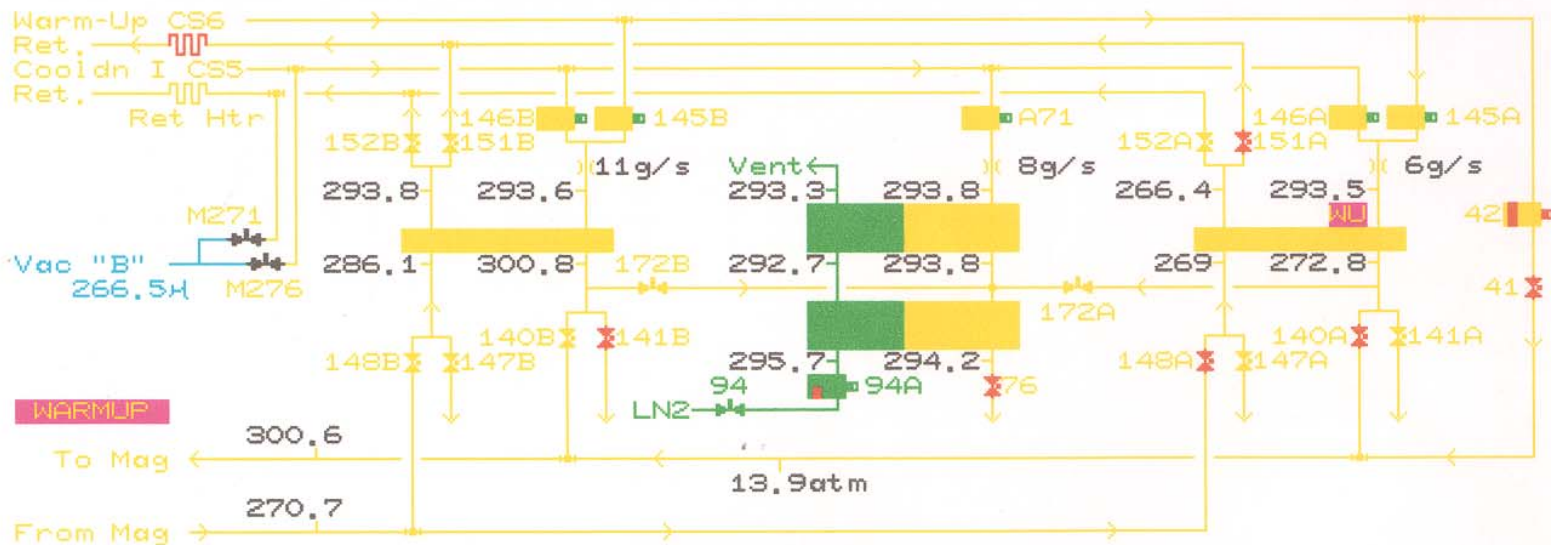 Warm-Up CS6
Ret.
Cooldn I CS5
Ret.
Ret Htr
146B 145B A71 146A 145A
152B 151B 152A 151A
11g/s Vent 8g/s 6g/s
293.8 293.6 293.3 293.8 266.4 293.5
M271 WU 42
Vac "B" 286.1 300.8 172B 292.7 293.8 269 272.8
266.5μ M276 172A 41
140B 141B 140A 141A
148B 147B 295.7 294.2 148A 147A
94 94A 76
LN2
WARMUP
300.6
To Mag
13.9atm
270.7
From Mag